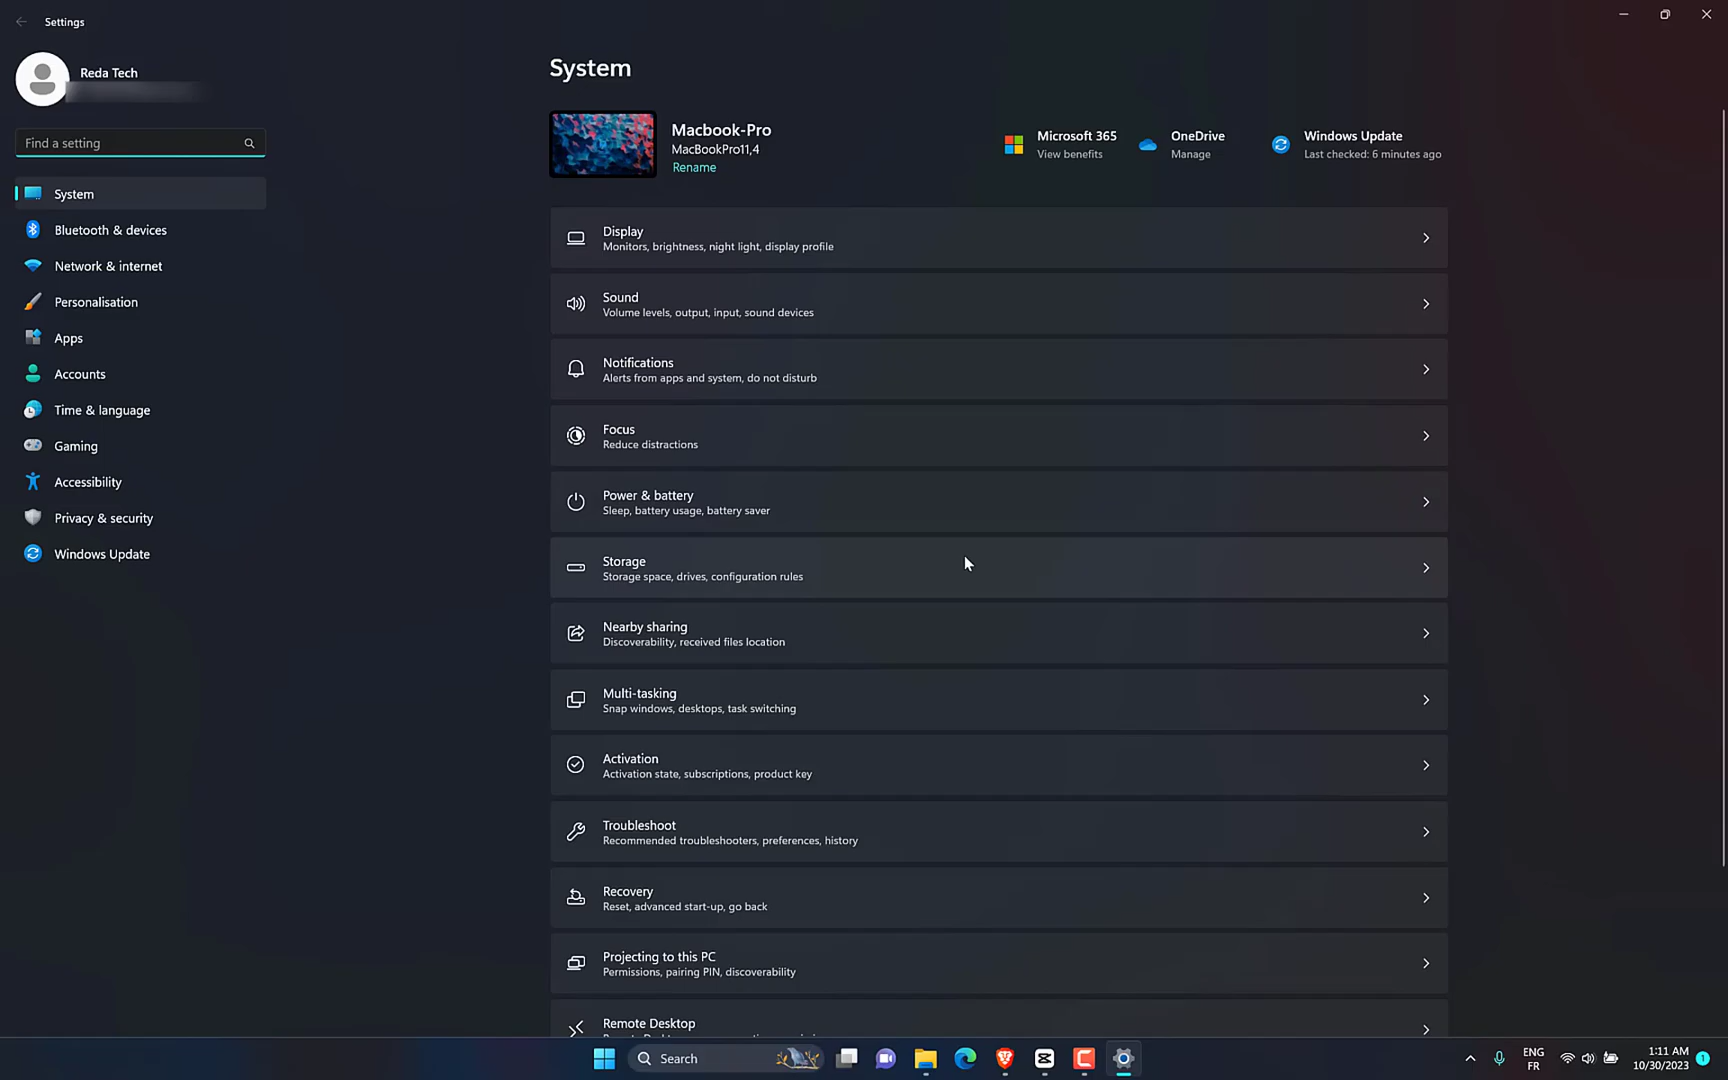 Settings
Reda Tech
Find a setting
System
Bluetooth & devices
Network & internet
Personalisation
Apps
Accounts
Time & language
Gaming
Accessibility
Privacy & security
Windows Update
System
Macbook-Pro
MacBookPro11,4
Rename
Microsoft 365
View benefits
OneDrive
Manage
Windows Update
Last checked: 6 minutes ago
Display
Monitors, brightness, night light, display profile
Sound
Volume levels, output, input, sound devices
Notifications
Alerts from apps and system, do not disturb
Focus
Reduce distractions
Power & battery
Sleep, battery usage, battery saver
Storage
Storage space, drives, configuration rules
Nearby sharing
Discoverability, received files location
Multi-tasking
Snap windows, desktops, task switching
Activation
Activation state, subscriptions, product key
Troubleshoot
Recommended troubleshooters, preferences, history
Recovery
Reset, advanced start-up, go back
Projecting to this PC
Permissions, pairing PIN, discoverability
Remote Desktop
Search
ENG
FR
1:11 AM
10/30/2023
1